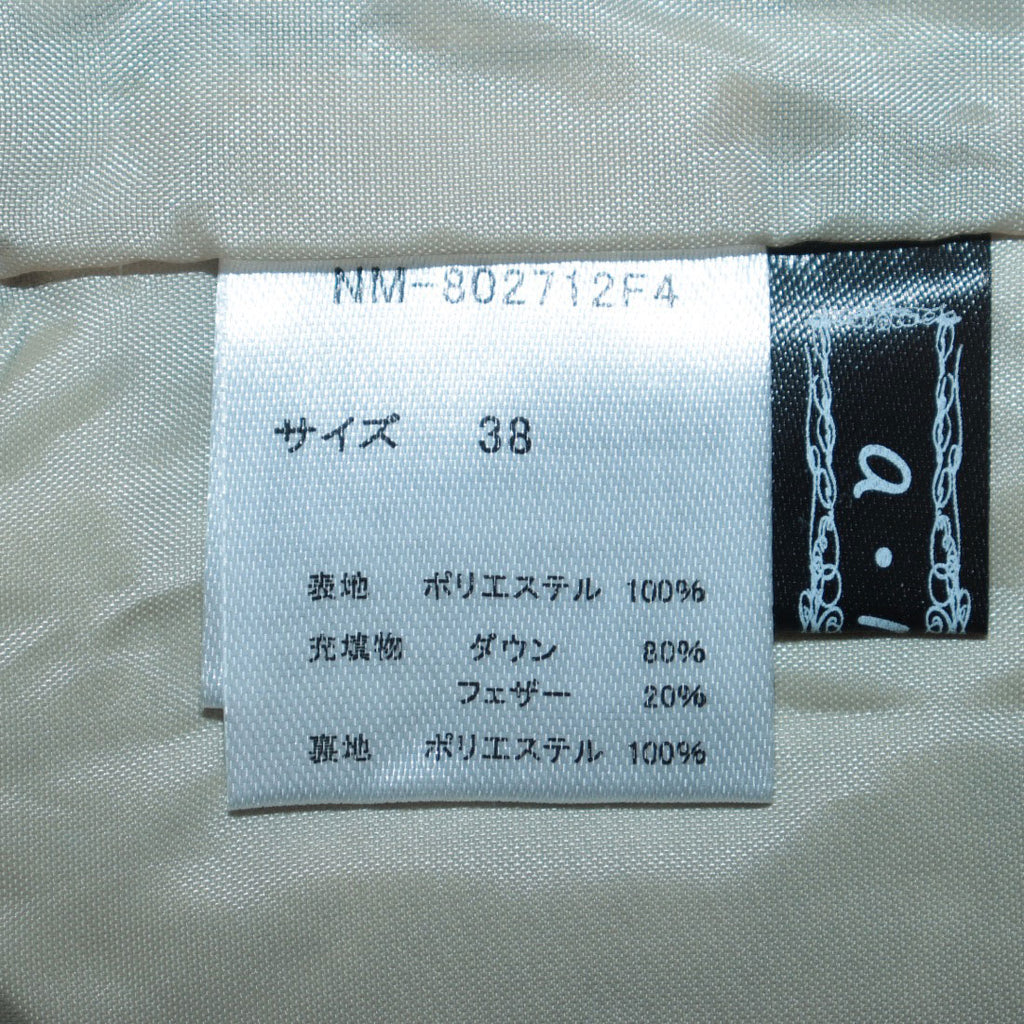 NM-802712F4
サイズ 38
表地 ポリエステル 100%
充填物 ダウン 80%
フェザー 20%
裏地 ポリエステル 100%
a.